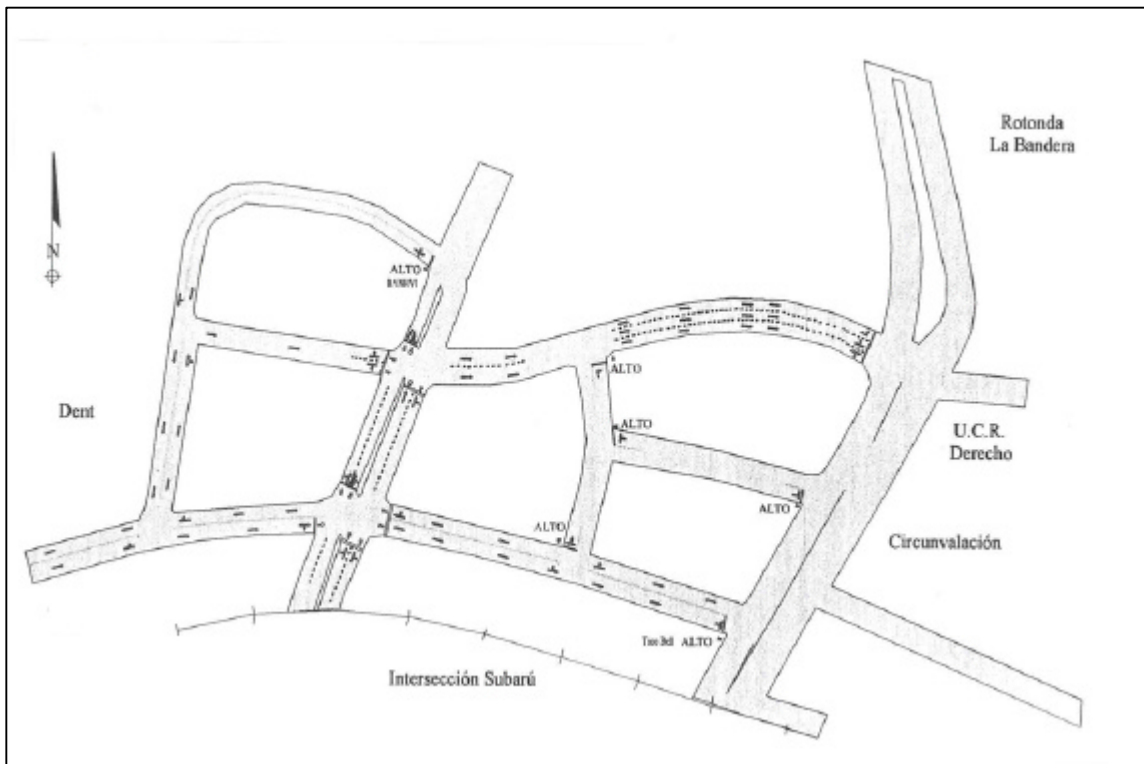 Rotonda
La Bandera
N
ALTO
Dent
ALTO
ALTO
U.C.R.
Derecho
ALTO
ALTO
Circunvalación
ALTO
Intersección Subarú